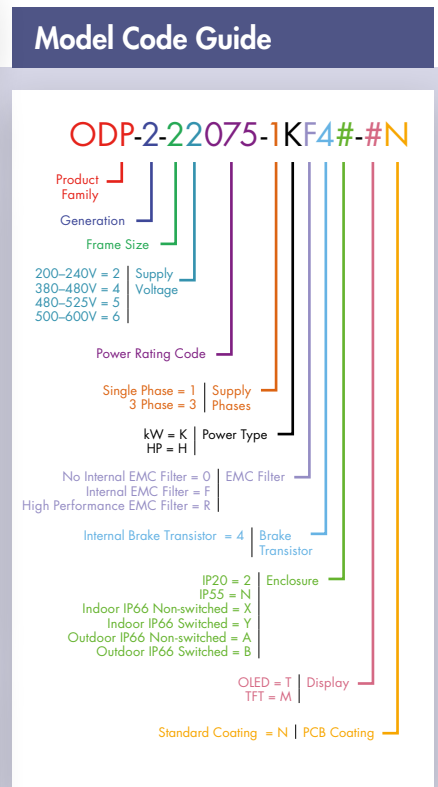 Model Code Guide
ODP-2-22075-1KF4#-#N
Product
Family
Generation
Frame Size
200–240V = 2
380–480V = 4
480–525V = 5
500–600V = 6
Supply
Voltage
Power Rating Code
Single Phase = 1
3 Phase = 3
Supply
Phases
kW = K
HP = H
Power Type
No Internal EMC Filter = 0
Internal EMC Filter = F
High Performance EMC Filter = R
EMC Filter
Internal Brake Transistor = 4
Brake
Transistor
IP20 = 2
IP55 = N
Indoor IP66 Non-switched = X
Indoor IP66 Switched = Y
Outdoor IP66 Non-switched = A
Outdoor IP66 Switched = B
Enclosure
OLED = T
TFT = M
Display
Standard Coating = N
PCB Coating